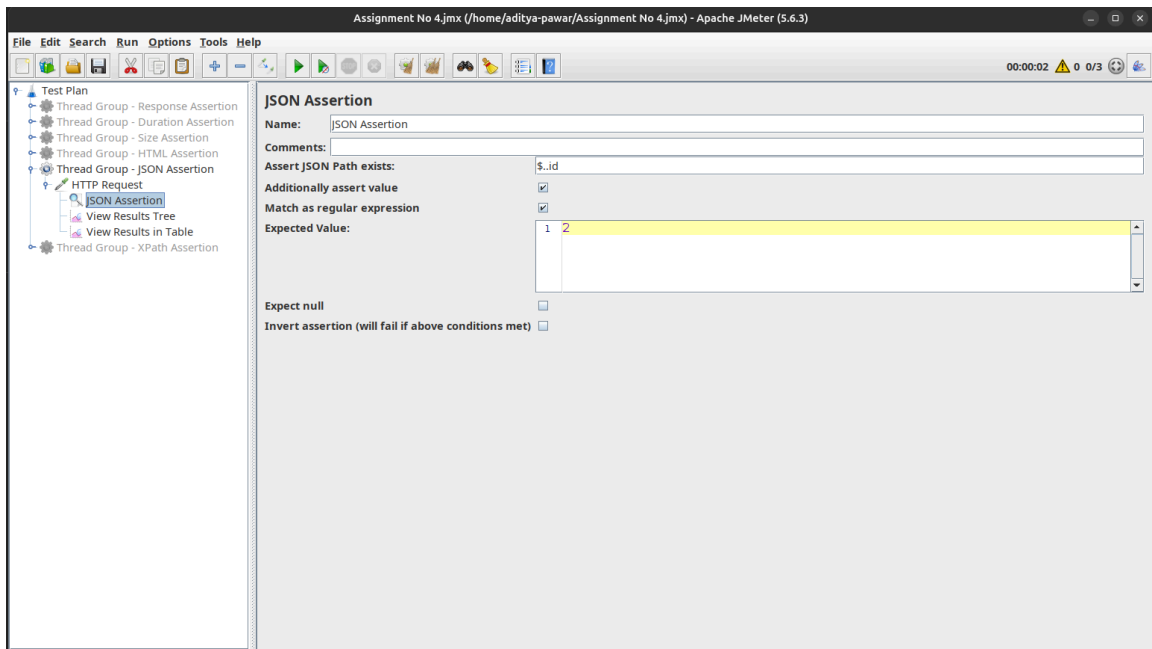 Assignment No 4.jmx (/home/aditya-pawar/Assignment No 4.jmx) - Apache JMeter (5.6.3)
File Edit Search Run Options Tools Help
00:00:02 0 0/3
Test Plan
Thread Group - Response Assertion
Thread Group - Duration Assertion
Thread Group - Size Assertion
Thread Group - HTML Assertion
Thread Group - JSON Assertion
HTTP Request
JSON Assertion
View Results Tree
View Results in Table
Thread Group - XPath Assertion
JSON Assertion
Name: JSON Assertion
Comments:
Assert JSON Path exists: $..id
Additionally assert value
Match as regular expression
Expected Value: 1 2
Expect null
Invert assertion (will fail if above conditions met)